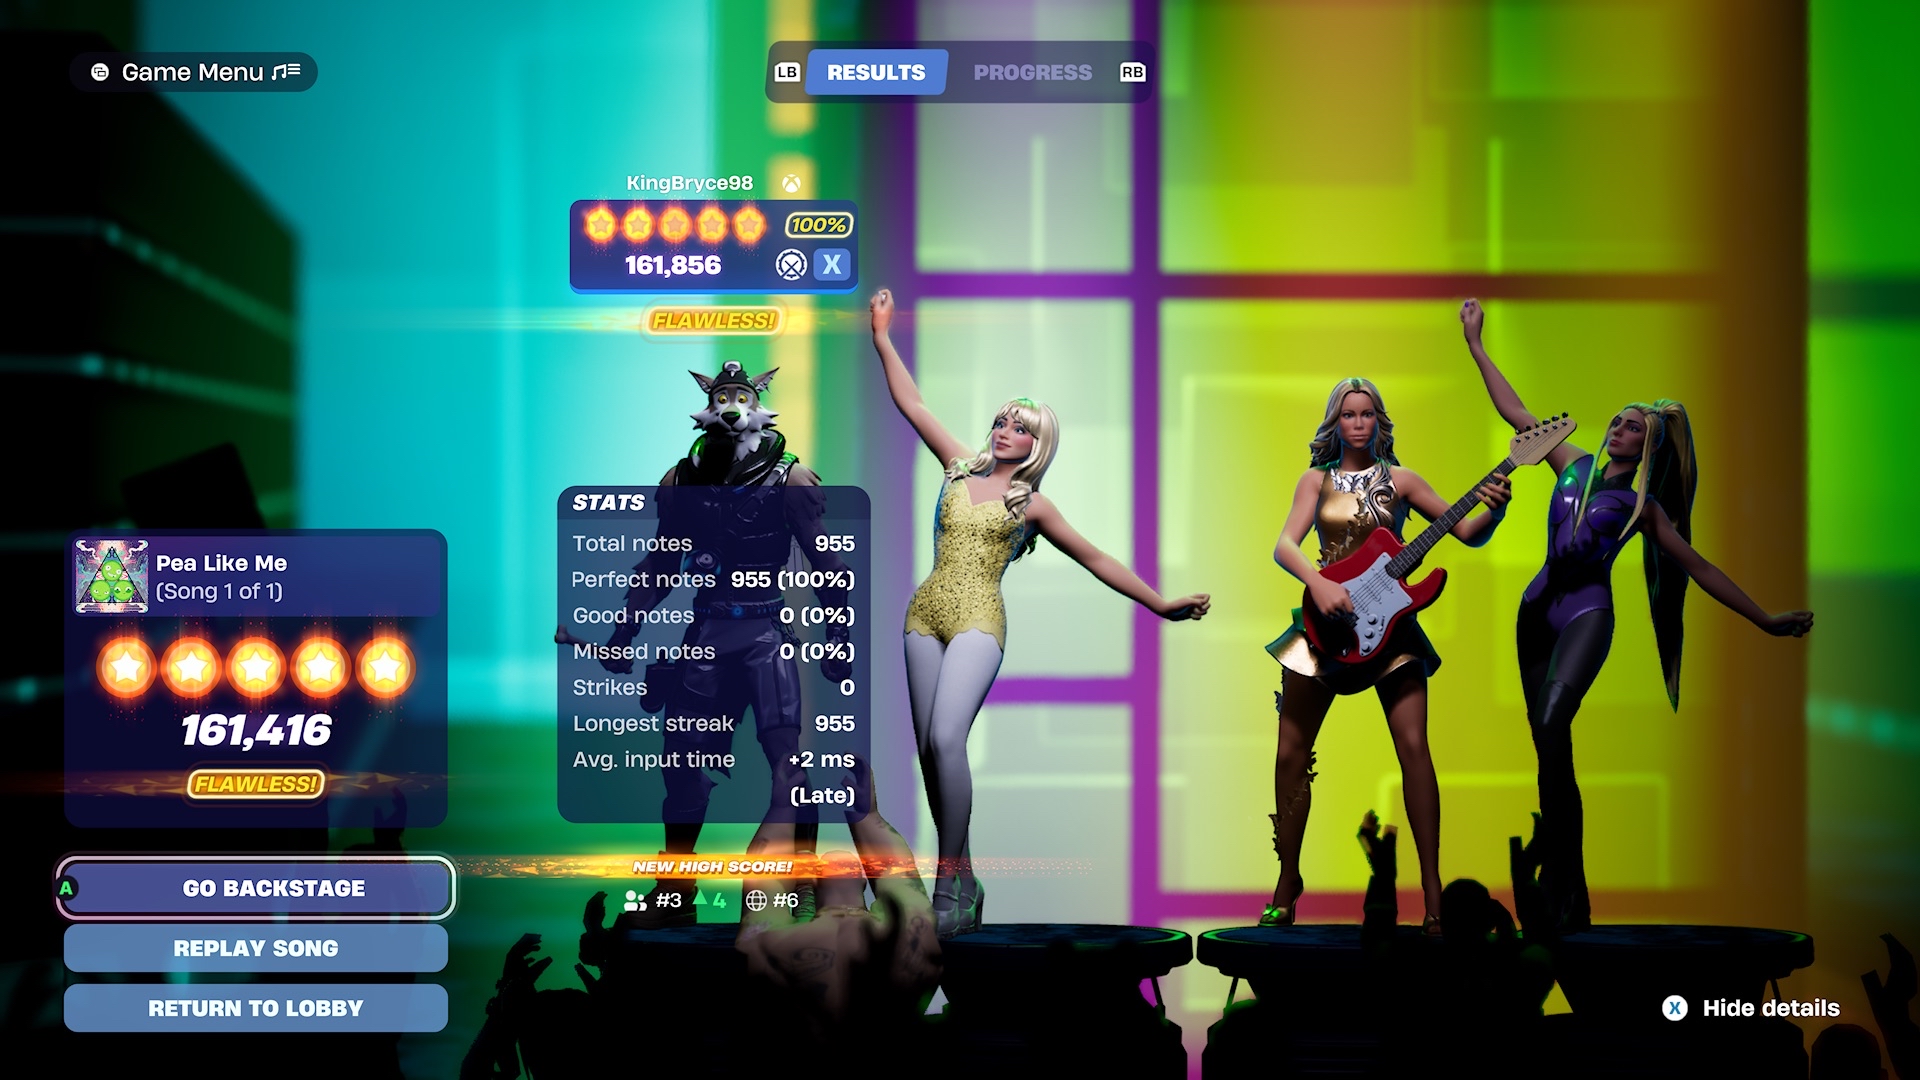 Game Menu
LB RESULTS PROGRESS RB
KingBryce98
100%
161,856
X
FLAWLESS!
STATS
Total notes 955
Perfect notes 955 (100%)
Good notes 0 (0%)
Missed notes 0 (0%)
Strikes 0
Longest streak 955
Avg. input time +2 ms
(Late)
NEW HIGH SCORE!
#3 4 #6
Pea Like Me
(Song 1 of 1)
161,416
FLAWLESS!
A GO BACKSTAGE
REPLAY SONG
RETURN TO LOBBY
X Hide details